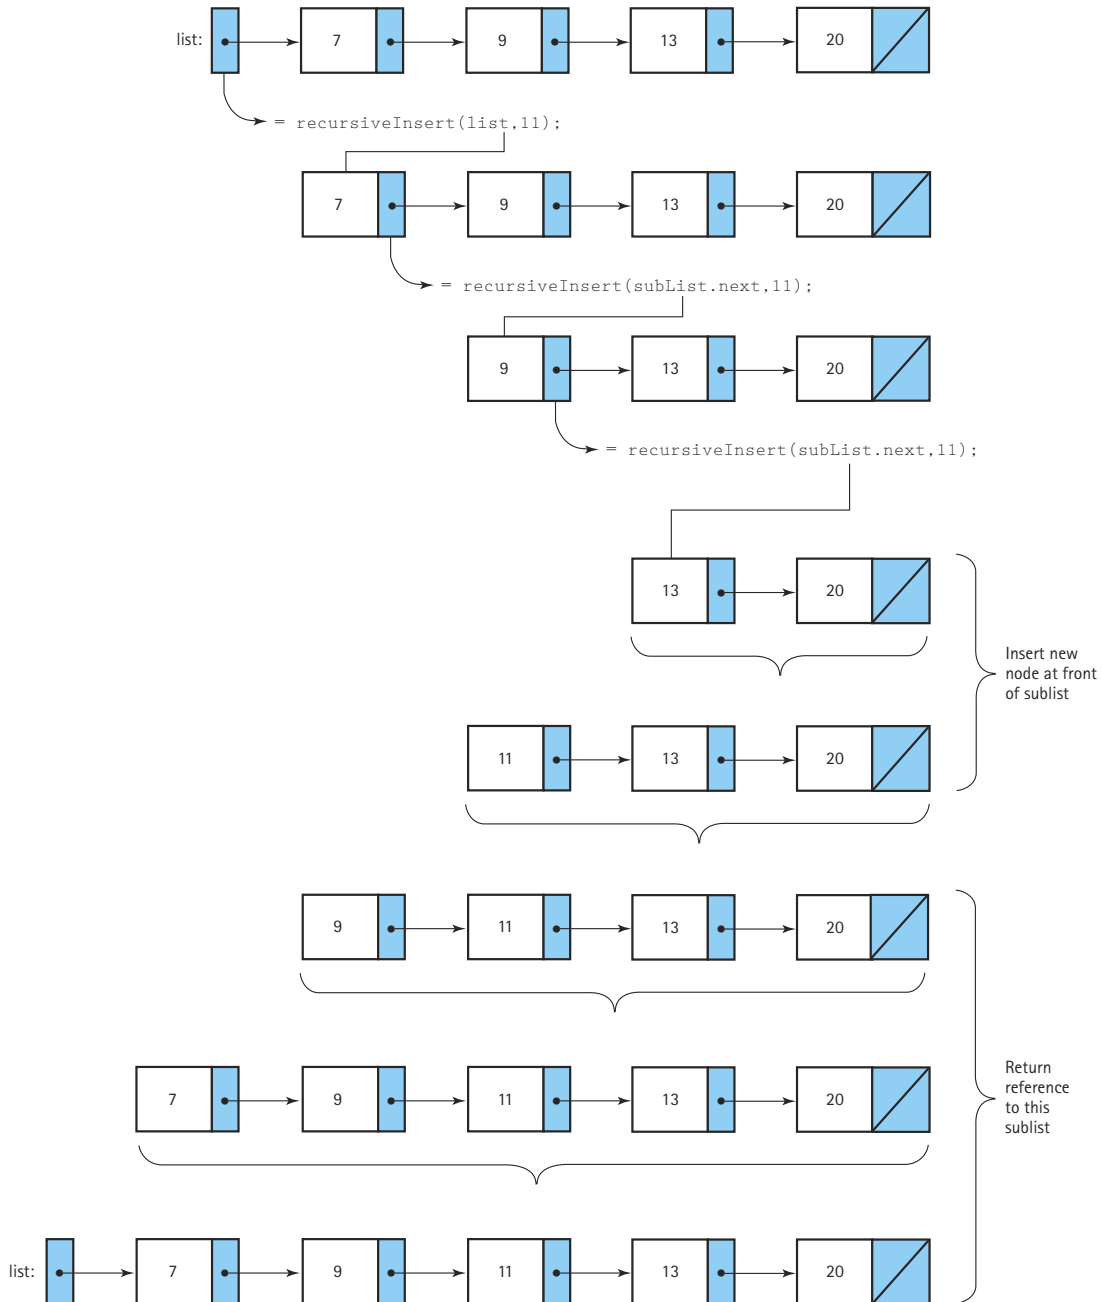 list: 7 9 13 20
= recursiveInsert(list,11);
7 9 13 20
= recursiveInsert(subList.next,11);
9 13 20
= recursiveInsert(subList.next,11);
13 20
Insert new
node at front
of sublist
11 13 20
9 11 13 20
Return
reference
to this
sublist
7 9 11 13 20
list: 7 9 11 13 20